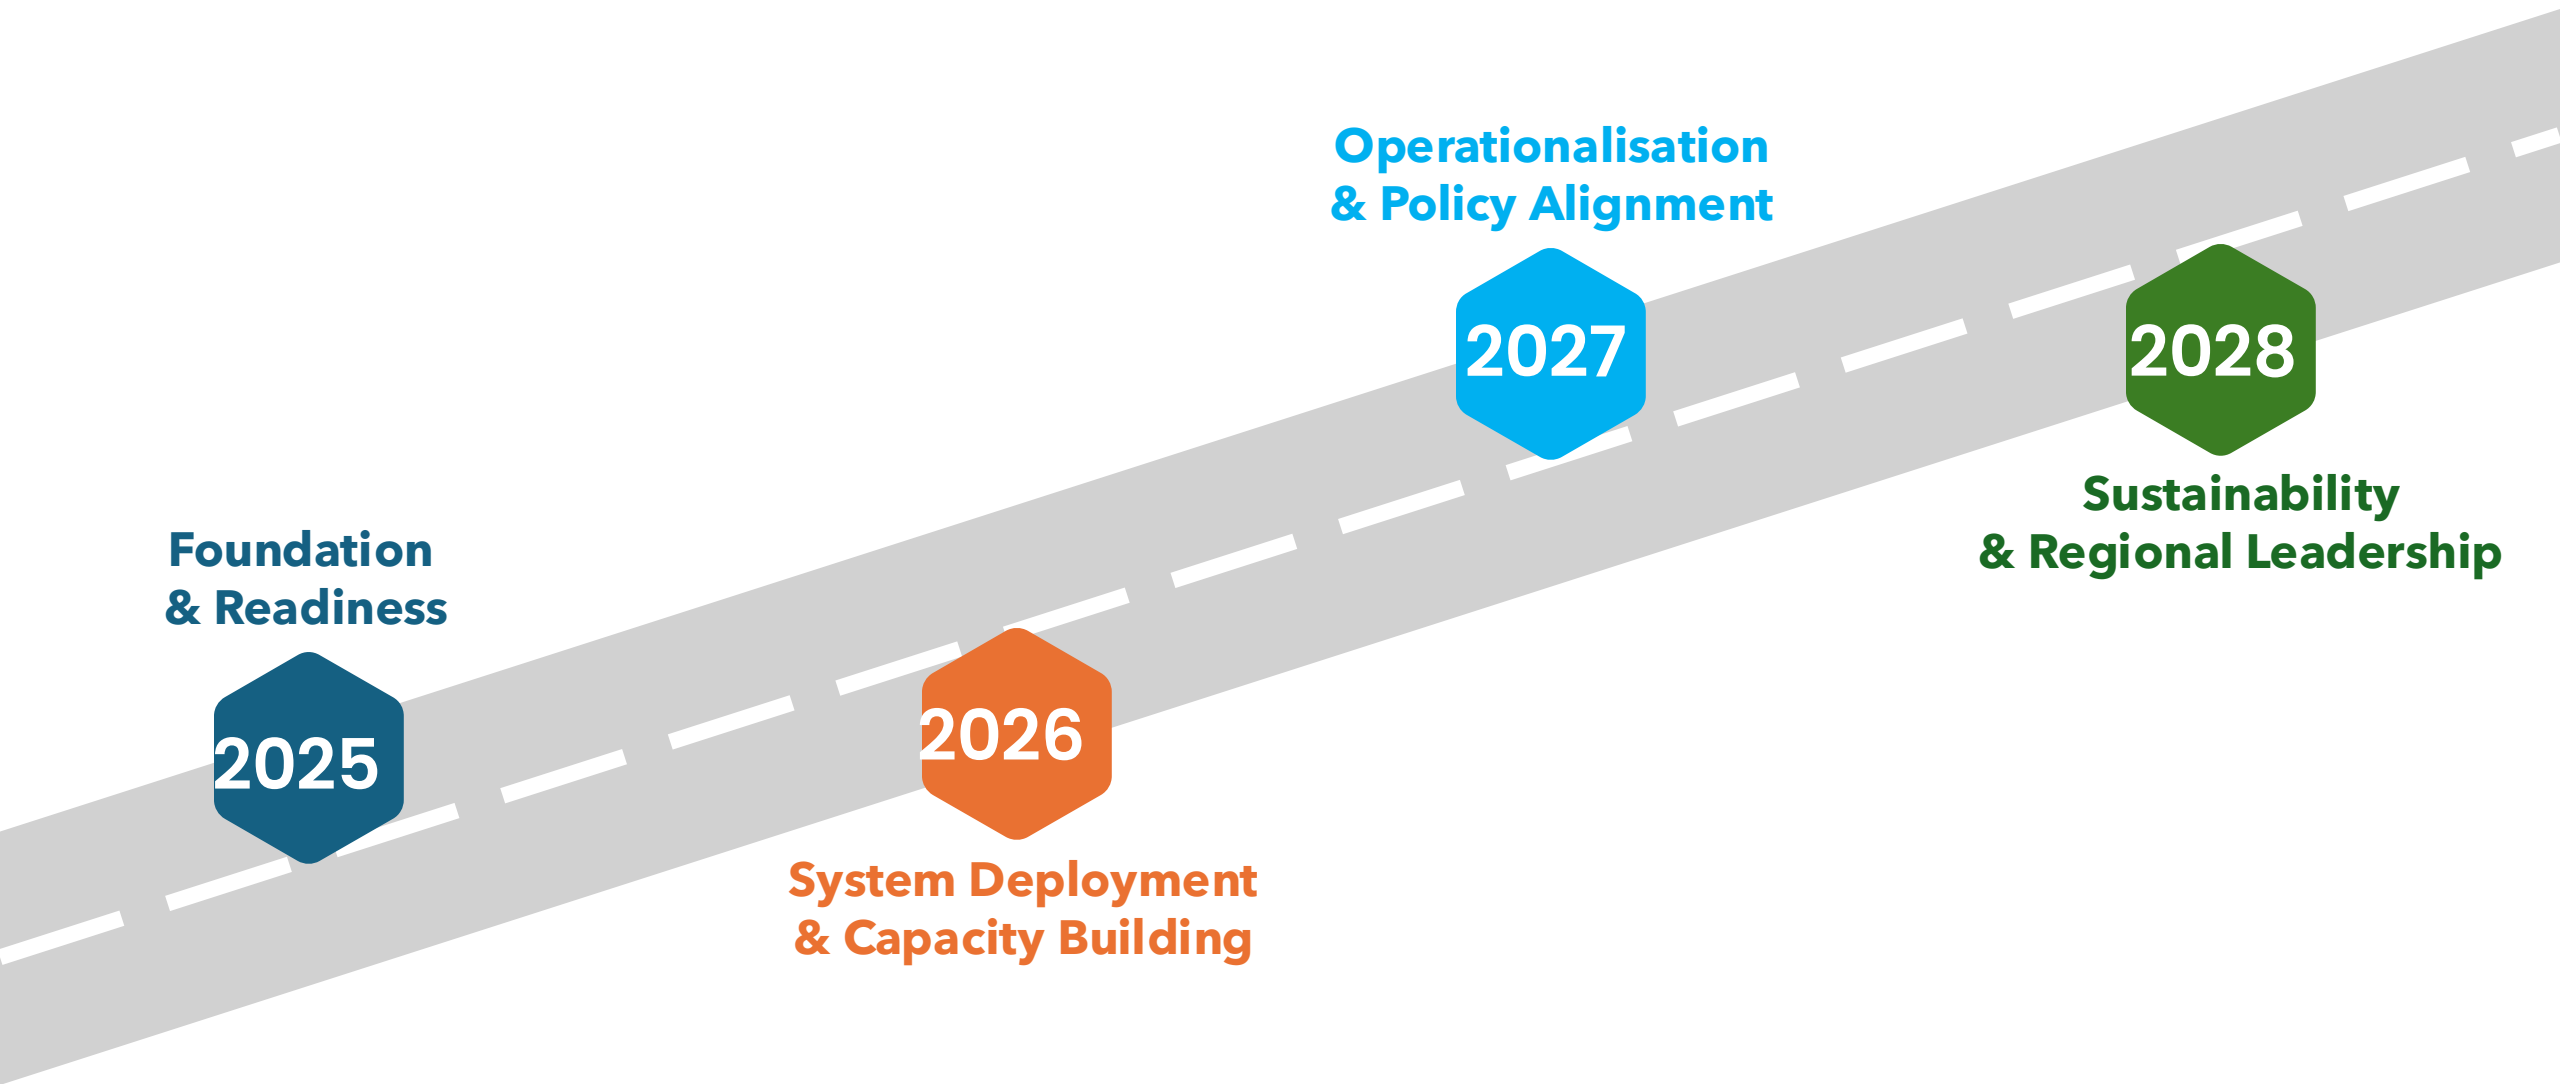 Foundation
& Readiness
2025
2026
System Deployment
& Capacity Building
Operationalisation
& Policy Alignment
2027
2028
Sustainability
& Regional Leadership